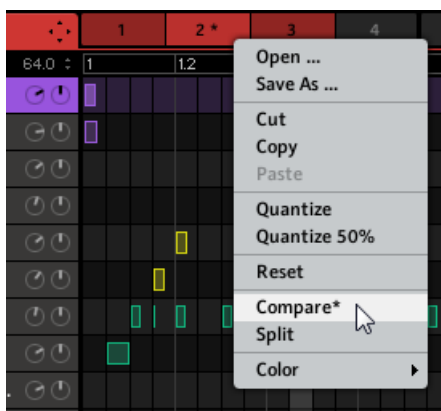 1 2 * 3 4
64.0 1 1.2
Open ...
Save As ...
Cut
Copy
Paste
Quantize
Quantize 50%
Reset
Compare*
Split
Color